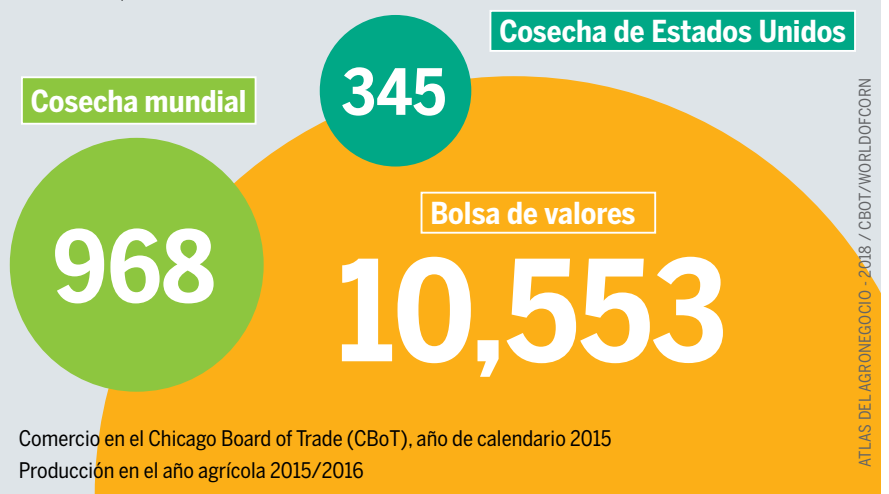 Cosecha de Estados Unidos
345
Cosecha mundial
968
Bolsa de valores
10,553
Comercio en el Chicago Board of Trade (CBoT), año de calendario 2015
Producción en el año agrícola 2015/2016
ATLAS DEL AGRONEGOCIO - 2018 / CBOT/WORLDOFCORN